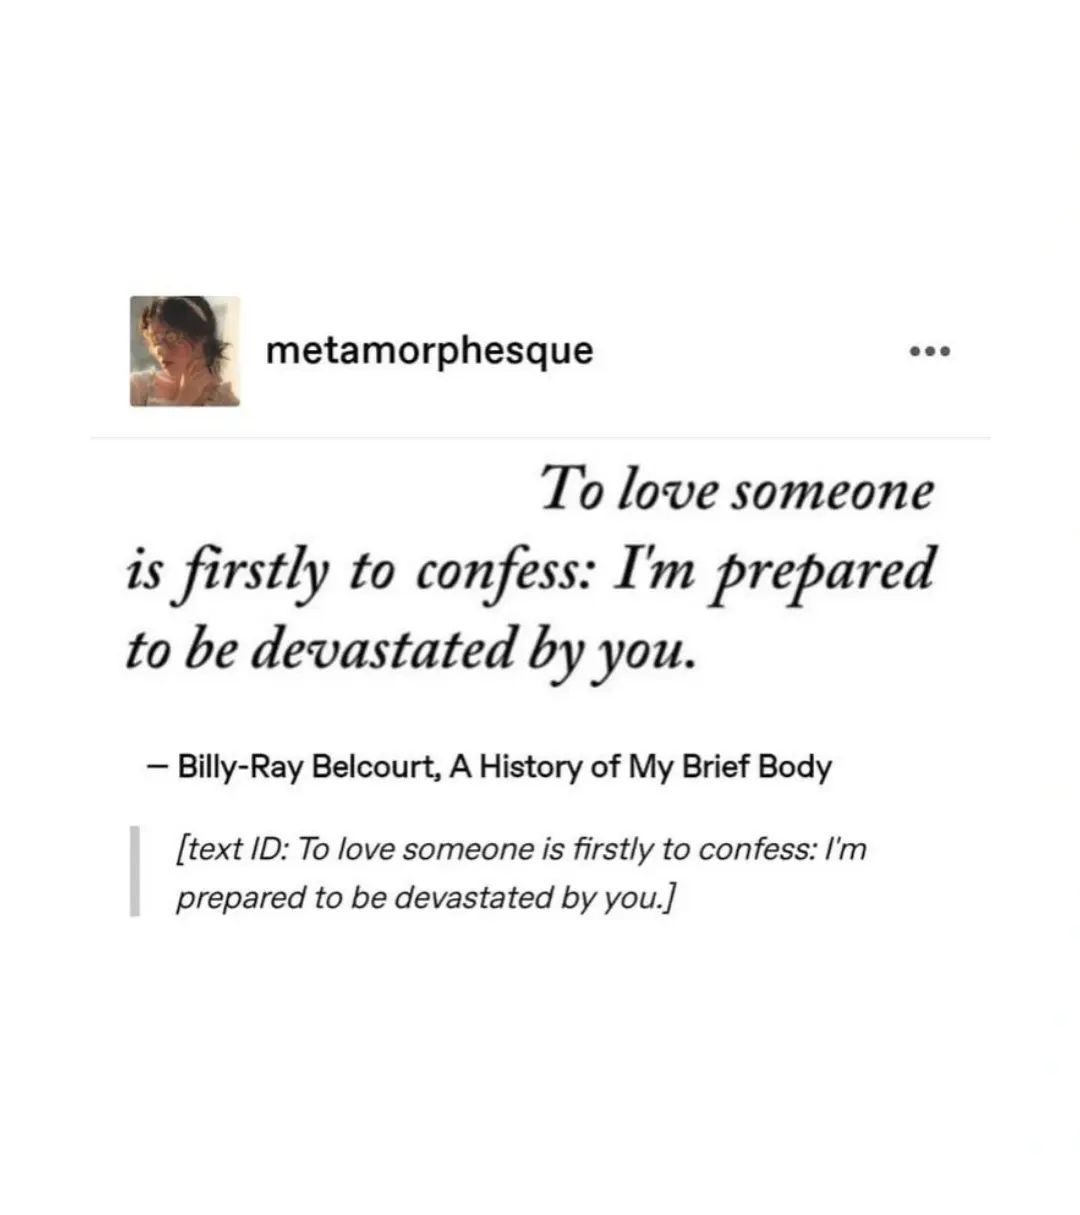 metamorphesque
To love someone
is firstly to confess: I'm prepared
to be devastated by you.
— Billy-Ray Belcourt, A History of My Brief Body
[text ID: To love someone is firstly to confess: I'm
prepared to be devastated by you.]